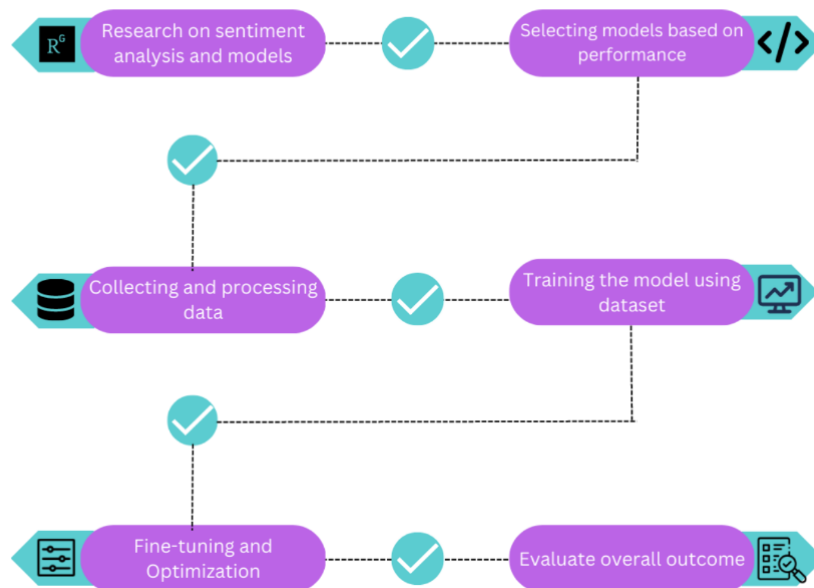 RG
Research on sentiment
analysis and models
Selecting models based on
performance
</>
Collecting and processing
data
Training the model using
dataset
Fine-tuning and
Optimization
Evaluate overall outcome